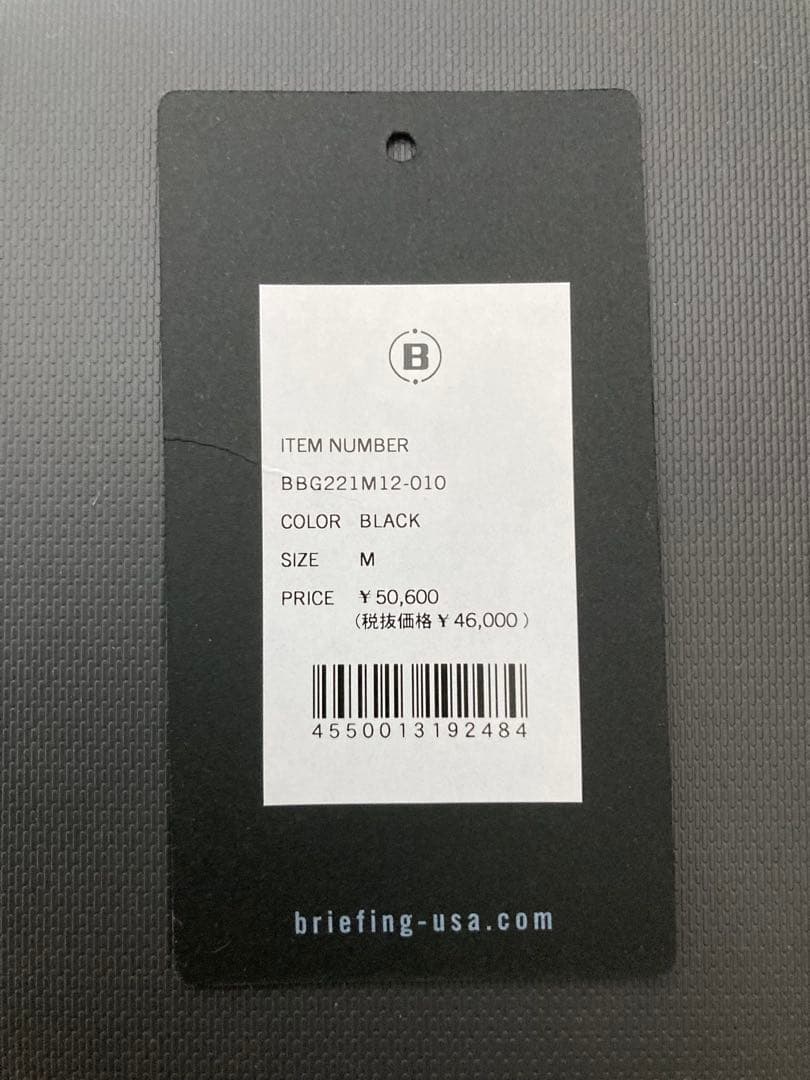 B
ITEM NUMBER
BBG221M12-010
COLOR BLACK
SIZE M
PRICE ¥50,600
(税抜価格¥46,000)
4550013192484
briefing-usa.com